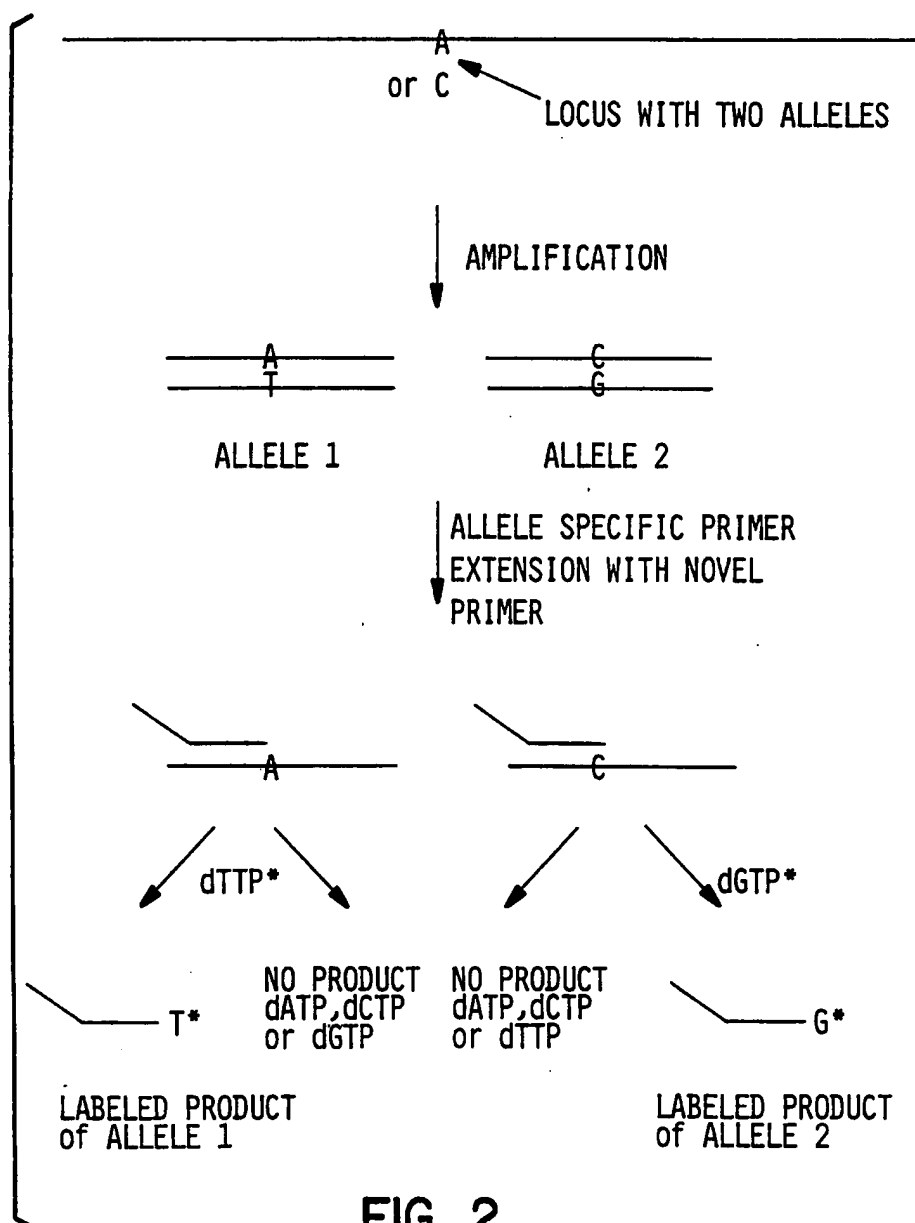 A
or C
LOCUS WITH TWO ALLELES
AMPLIFICATION
A C
T G
ALLELE 1 ALLELE 2
ALLELE SPECIFIC PRIMER
EXTENSION WITH NOVEL
PRIMER
A C
dTTP* dGTP*
NO PRODUCT
dATP,dCTP
or dGTP
NO PRODUCT
dATP,dCTP
or dTTP
T*
G*
LABELED PRODUCT
of ALLELE 1
LABELED PRODUCT
of ALLELE 2
FIG. 2